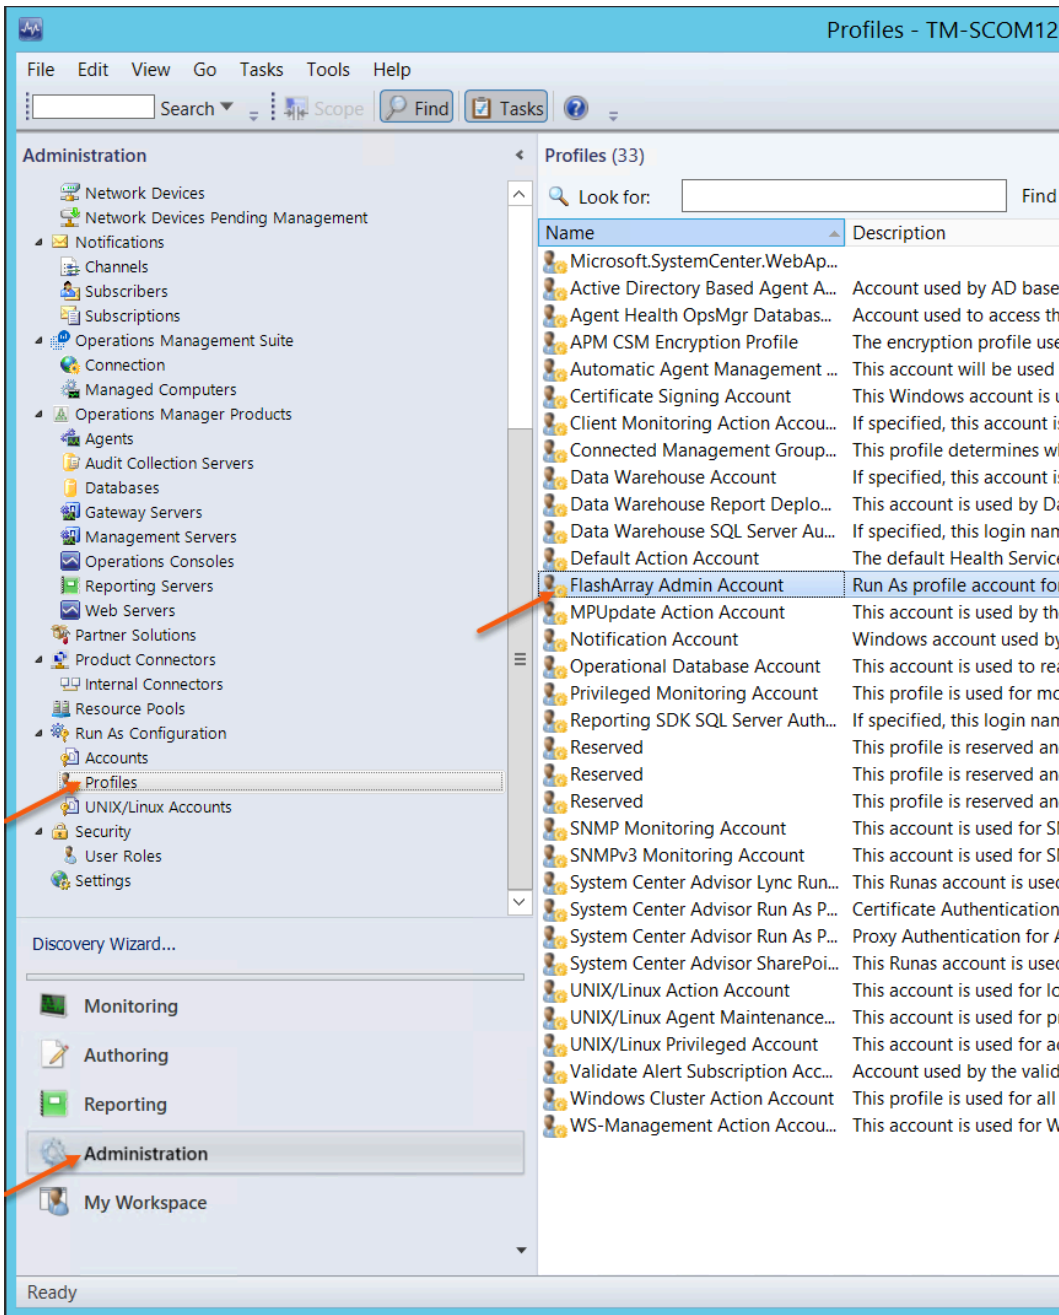 Profiles - TM-SCOM12
File Edit View Go Tasks Tools Help
Search Scope Find Tasks
Administration
Network Devices
Network Devices Pending Management
Notifications
Channels
Subscribers
Subscriptions
Operations Management Suite
Connection
Managed Computers
Operations Manager Products
Agents
Audit Collection Servers
Databases
Gateway Servers
Management Servers
Operations Consoles
Reporting Servers
Web Servers
Partner Solutions
Product Connectors
Internal Connectors
Resource Pools
Run As Configuration
Accounts
Profiles
UNIX/Linux Accounts
Security
User Roles
Settings
Discovery Wizard...
Monitoring
Authoring
Reporting
Administration
My Workspace
Profiles (33)
Look for: Find
Name Description
Microsoft.SystemCenter.WebAp...
Active Directory Based Agent A... Account used by AD base
Agent Health OpsMgr Databas... Account used to access th
APM CSM Encryption Profile The encryption profile use
Automatic Agent Management ... This account will be used
Certificate Signing Account This Windows account is u
Client Monitoring Action Accou... If specified, this account is
Connected Management Group... This profile determines wh
Data Warehouse Account If specified, this account is
Data Warehouse Report Deplo... This account is used by Da
Data Warehouse SQL Server Au... If specified, this login nam
Default Action Account The default Health Service
FlashArray Admin Account Run As profile account for
MPUpdate Action Account This account is used by the
Notification Account Windows account used by
Operational Database Account This account is used to rea
Privileged Monitoring Account This profile is used for mo
Reporting SDK SQL Server Auth... If specified, this login nam
Reserved This profile is reserved an
Reserved This profile is reserved an
Reserved This profile is reserved an
SNMP Monitoring Account This account is used for SN
SNMPv3 Monitoring Account This account is used for SN
System Center Advisor Lync Run... This Runas account is used
System Center Advisor Run As P... Certificate Authentication
System Center Advisor Run As P... Proxy Authentication for A
System Center Advisor SharePoi... This Runas account is used
UNIX/Linux Action Account This account is used for lo
UNIX/Linux Agent Maintenance... This account is used for pr
UNIX/Linux Privileged Account This account is used for ac
Validate Alert Subscription Acc... Account used by the valid
Windows Cluster Action Account This profile is used for all
WS-Management Action Accou... This account is used for W
Ready